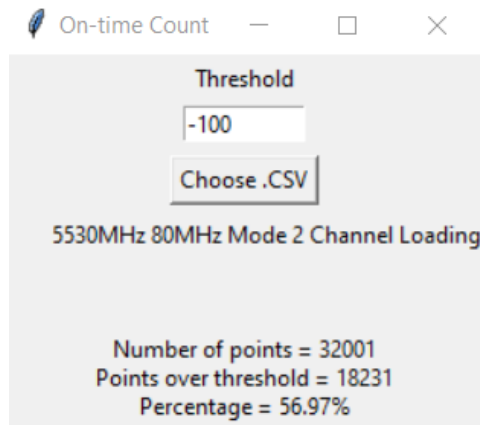 On-time Count
Threshold
-100
Choose .CSV
5530MHz 80MHz Mode 2 Channel Loading
Number of points = 32001
Points over threshold = 18231
Percentage = 56.97%